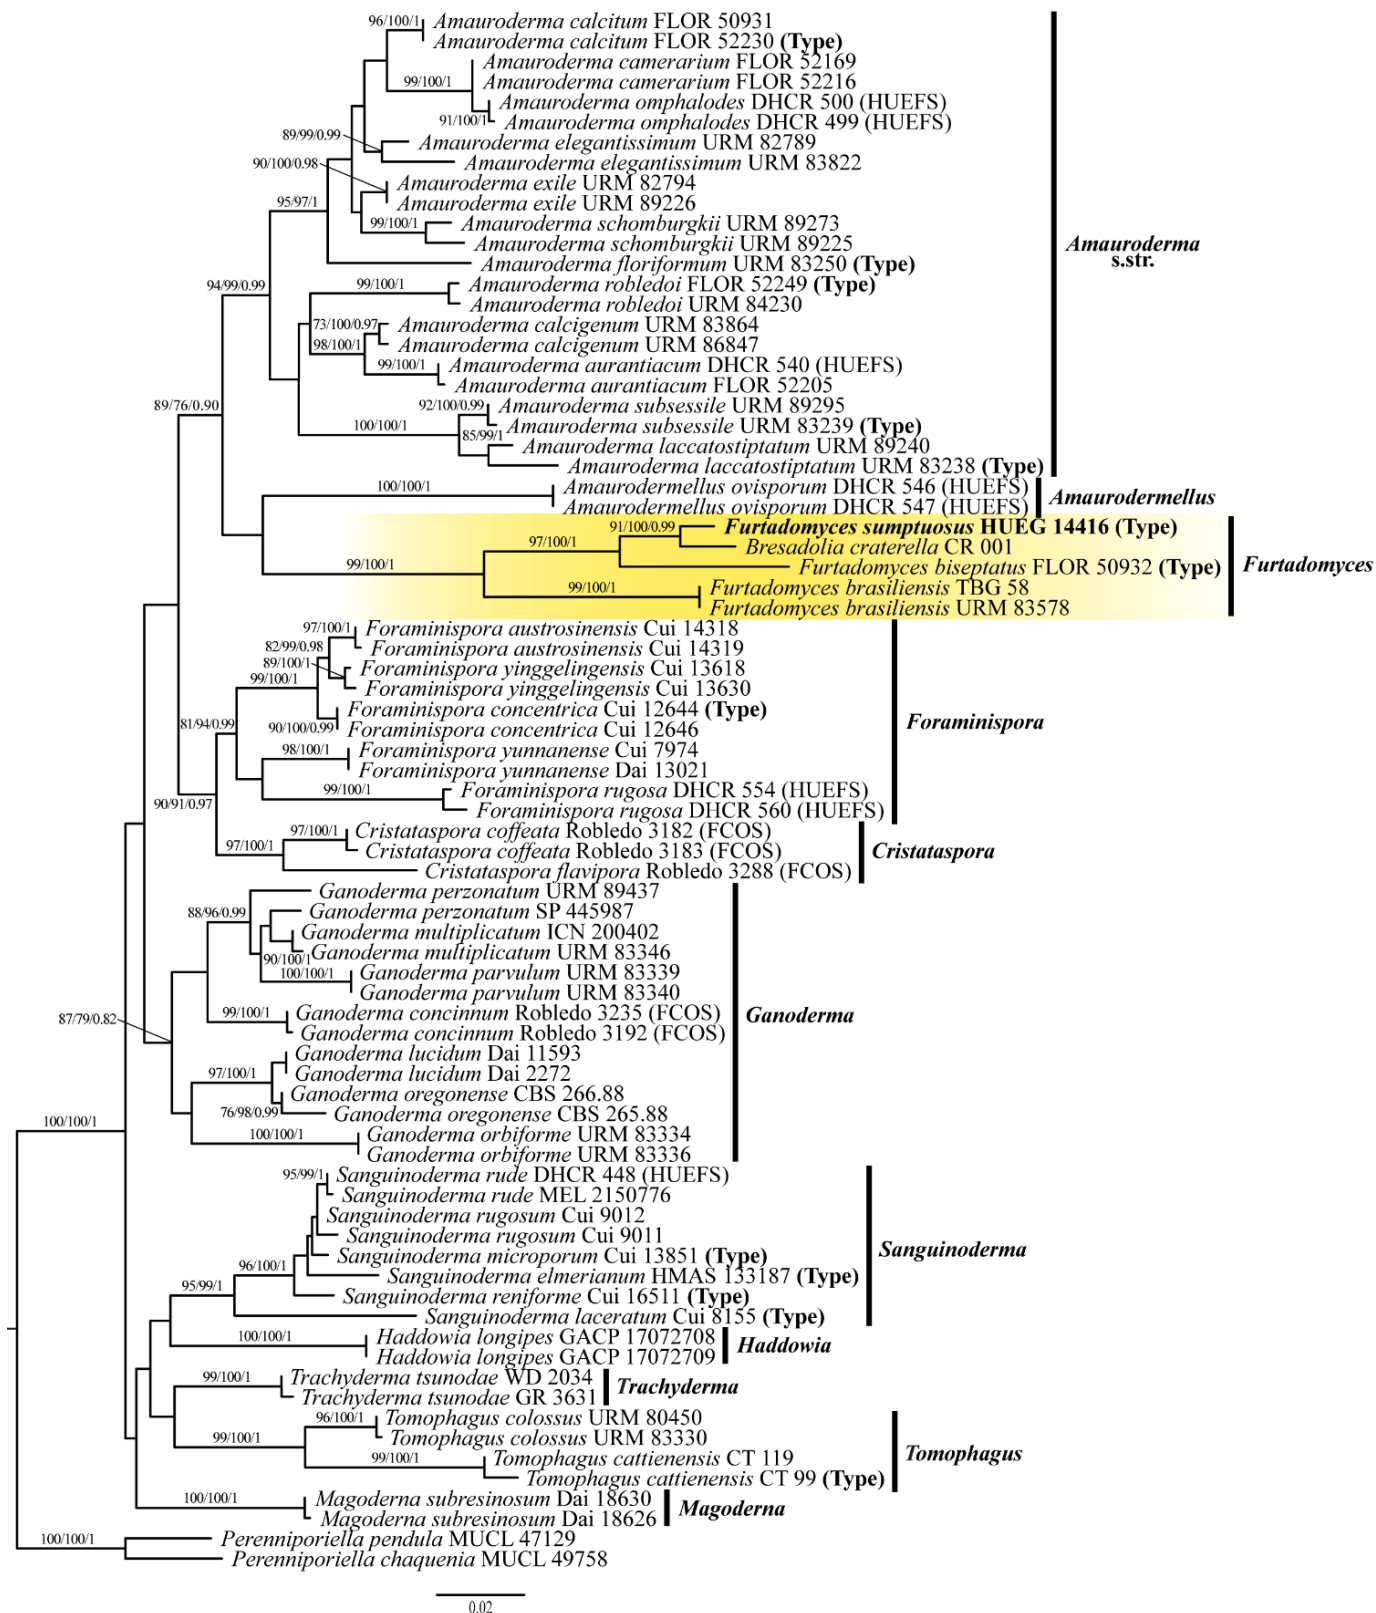 96/100/1
Amauroderma calcitum FLOR 50931
Amauroderma calcitum FLOR 52230 (Type)
Amauroderma camerarium FLOR 52169
99/100/1
Amauroderma camerarium FLOR 52216
Amauroderma omphalodes DHCR 500 (HUEFS)
91/100/1
Amauroderma omphalodes DHCR 499 (HUEFS)
89/99/0.99
Amauroderma elegantissimum URM 82789
90/100/0.98
Amauroderma elegantissimum URM 83822
Amauroderma exile URM 82794
95/97/1
Amauroderma exile URM 89226
99/100/1
Amauroderma schomburgkii URM 89273
Amauroderma schomburgkii URM 89225
Amauroderma
s.str.
Amauroderma floriformum URM 83250 (Type)
94/99/0.99
99/100/1
Amauroderma robledoi FLOR 52249 (Type)
Amauroderma robledoi URM 84230
73/100/0.97
Amauroderma calcigenum URM 83864
98/100/1
Amauroderma calcigenum URM 86847
99/100/1
Amauroderma aurantiacum DHCR 540 (HUEFS)
Amauroderma aurantiacum FLOR 52205
89/76/0.90
92/100/0.99
Amauroderma subsessile URM 89295
100/100/1
Amauroderma subsessile URM 83239 (Type)
85/99/1
Amauroderma laccatostiptatum URM 89240
Amauroderma laccatostiptatum URM 83238 (Type)
100/100/1
Amaurodermellus ovisporum DHCR 546 (HUEFS)
Amaurodermellus
Amaurodermellus ovisporum DHCR 547 (HUEFS)
91/100/0.99
Furtadomyces sumptuosus HUEG 14416 (Type)
97/100/1
Bresadolia craterella CR 001
99/100/1
Furtadomyces biseptatus FLOR 50932 (Type)
Furtadomyces
99/100/1
Furtadomyces brasiliensis TBG 58
Furtadomyces brasiliensis URM 83578
97/100/1
Foraminispora austrosinensis Cui 14318
82/99/0.98
Foraminispora austrosinensis Cui 14319
89/100/1
Foraminispora yinggelingensis Cui 13618
99/100/1
Foraminispora yinggelingensis Cui 13630
Foraminispora concentrica Cui 12644 (Type)
81/94/0.99
90/100/0.99
Foraminispora concentrica Cui 12646
Foraminispora
98/100/1
Foraminispora yunnanense Cui 7974
Foraminispora yunnanense Dai 13021
99/100/1
Foraminispora rugosa DHCR 554 (HUEFS)
90/91/0.97
Foraminispora rugosa DHCR 560 (HUEFS)
97/100/1
Cristataspora coffeata Robledo 3182 (FCOS)
97/100/1
Cristataspora coffeata Robledo 3183 (FCOS)
Cristataspora
Cristataspora flavipora Robledo 3288 (FCOS)
Ganoderma perzonatum URM 89437
88/96/0.99
Ganoderma perzonatum SP 445987
Ganoderma multiplicatum ICN 200402
90/100/1
Ganoderma multiplicatum URM 83346
100/100/1
Ganoderma parvulum URM 83339
Ganoderma parvulum URM 83340
87/79/0.82
99/100/1
Ganoderma concinnum Robledo 3235 (FCOS)
Ganoderma
Ganoderma concinnum Robledo 3192 (FCOS)
Ganoderma lucidum Dai 11593
97/100/1
Ganoderma lucidum Dai 2272
Ganoderma oregonense CBS 266.88
76/98/0.99
Ganoderma oregonense CBS 265.88
100/100/1
100/100/1
Ganoderma orbiforme URM 83334
Ganoderma orbiforme URM 83336
95/99/1
Sanguinoderma rude DHCR 448 (HUEFS)
Sanguinoderma rude MEL 2150776
Sanguinoderma rugosum Cui 9012
Sanguinoderma rugosum Cui 9011
Sanguinoderma
Sanguinoderma microporum Cui 13851 (Type)
96/100/1
Sanguinoderma elmerianum HMAS 133187 (Type)
95/99/1
Sanguinoderma reniforme Cui 16511 (Type)
Sanguinoderma laceratum Cui 8155 (Type)
100/100/1
Haddowia longipes GACP 17072708
Haddowia
Haddowia longipes GACP 17072709
99/100/1
Trachyderma tsunodae WD 2034
Trachyderma
Trachyderma tsunodae GR 3631
96/100/1
Tomophagus colossus URM 80450
99/100/1
Tomophagus colossus URM 83330
Tomophagus
99/100/1
Tomophagus cattienensis CT 119
Tomophagus cattienensis CT 99 (Type)
100/100/1
Magoderna subresinosum Dai 18630
Magoderna
Magoderna subresinosum Dai 18626
100/100/1
Perenniporiella pendula MUCL 47129
Perenniporiella chaquenia MUCL 49758
0.02